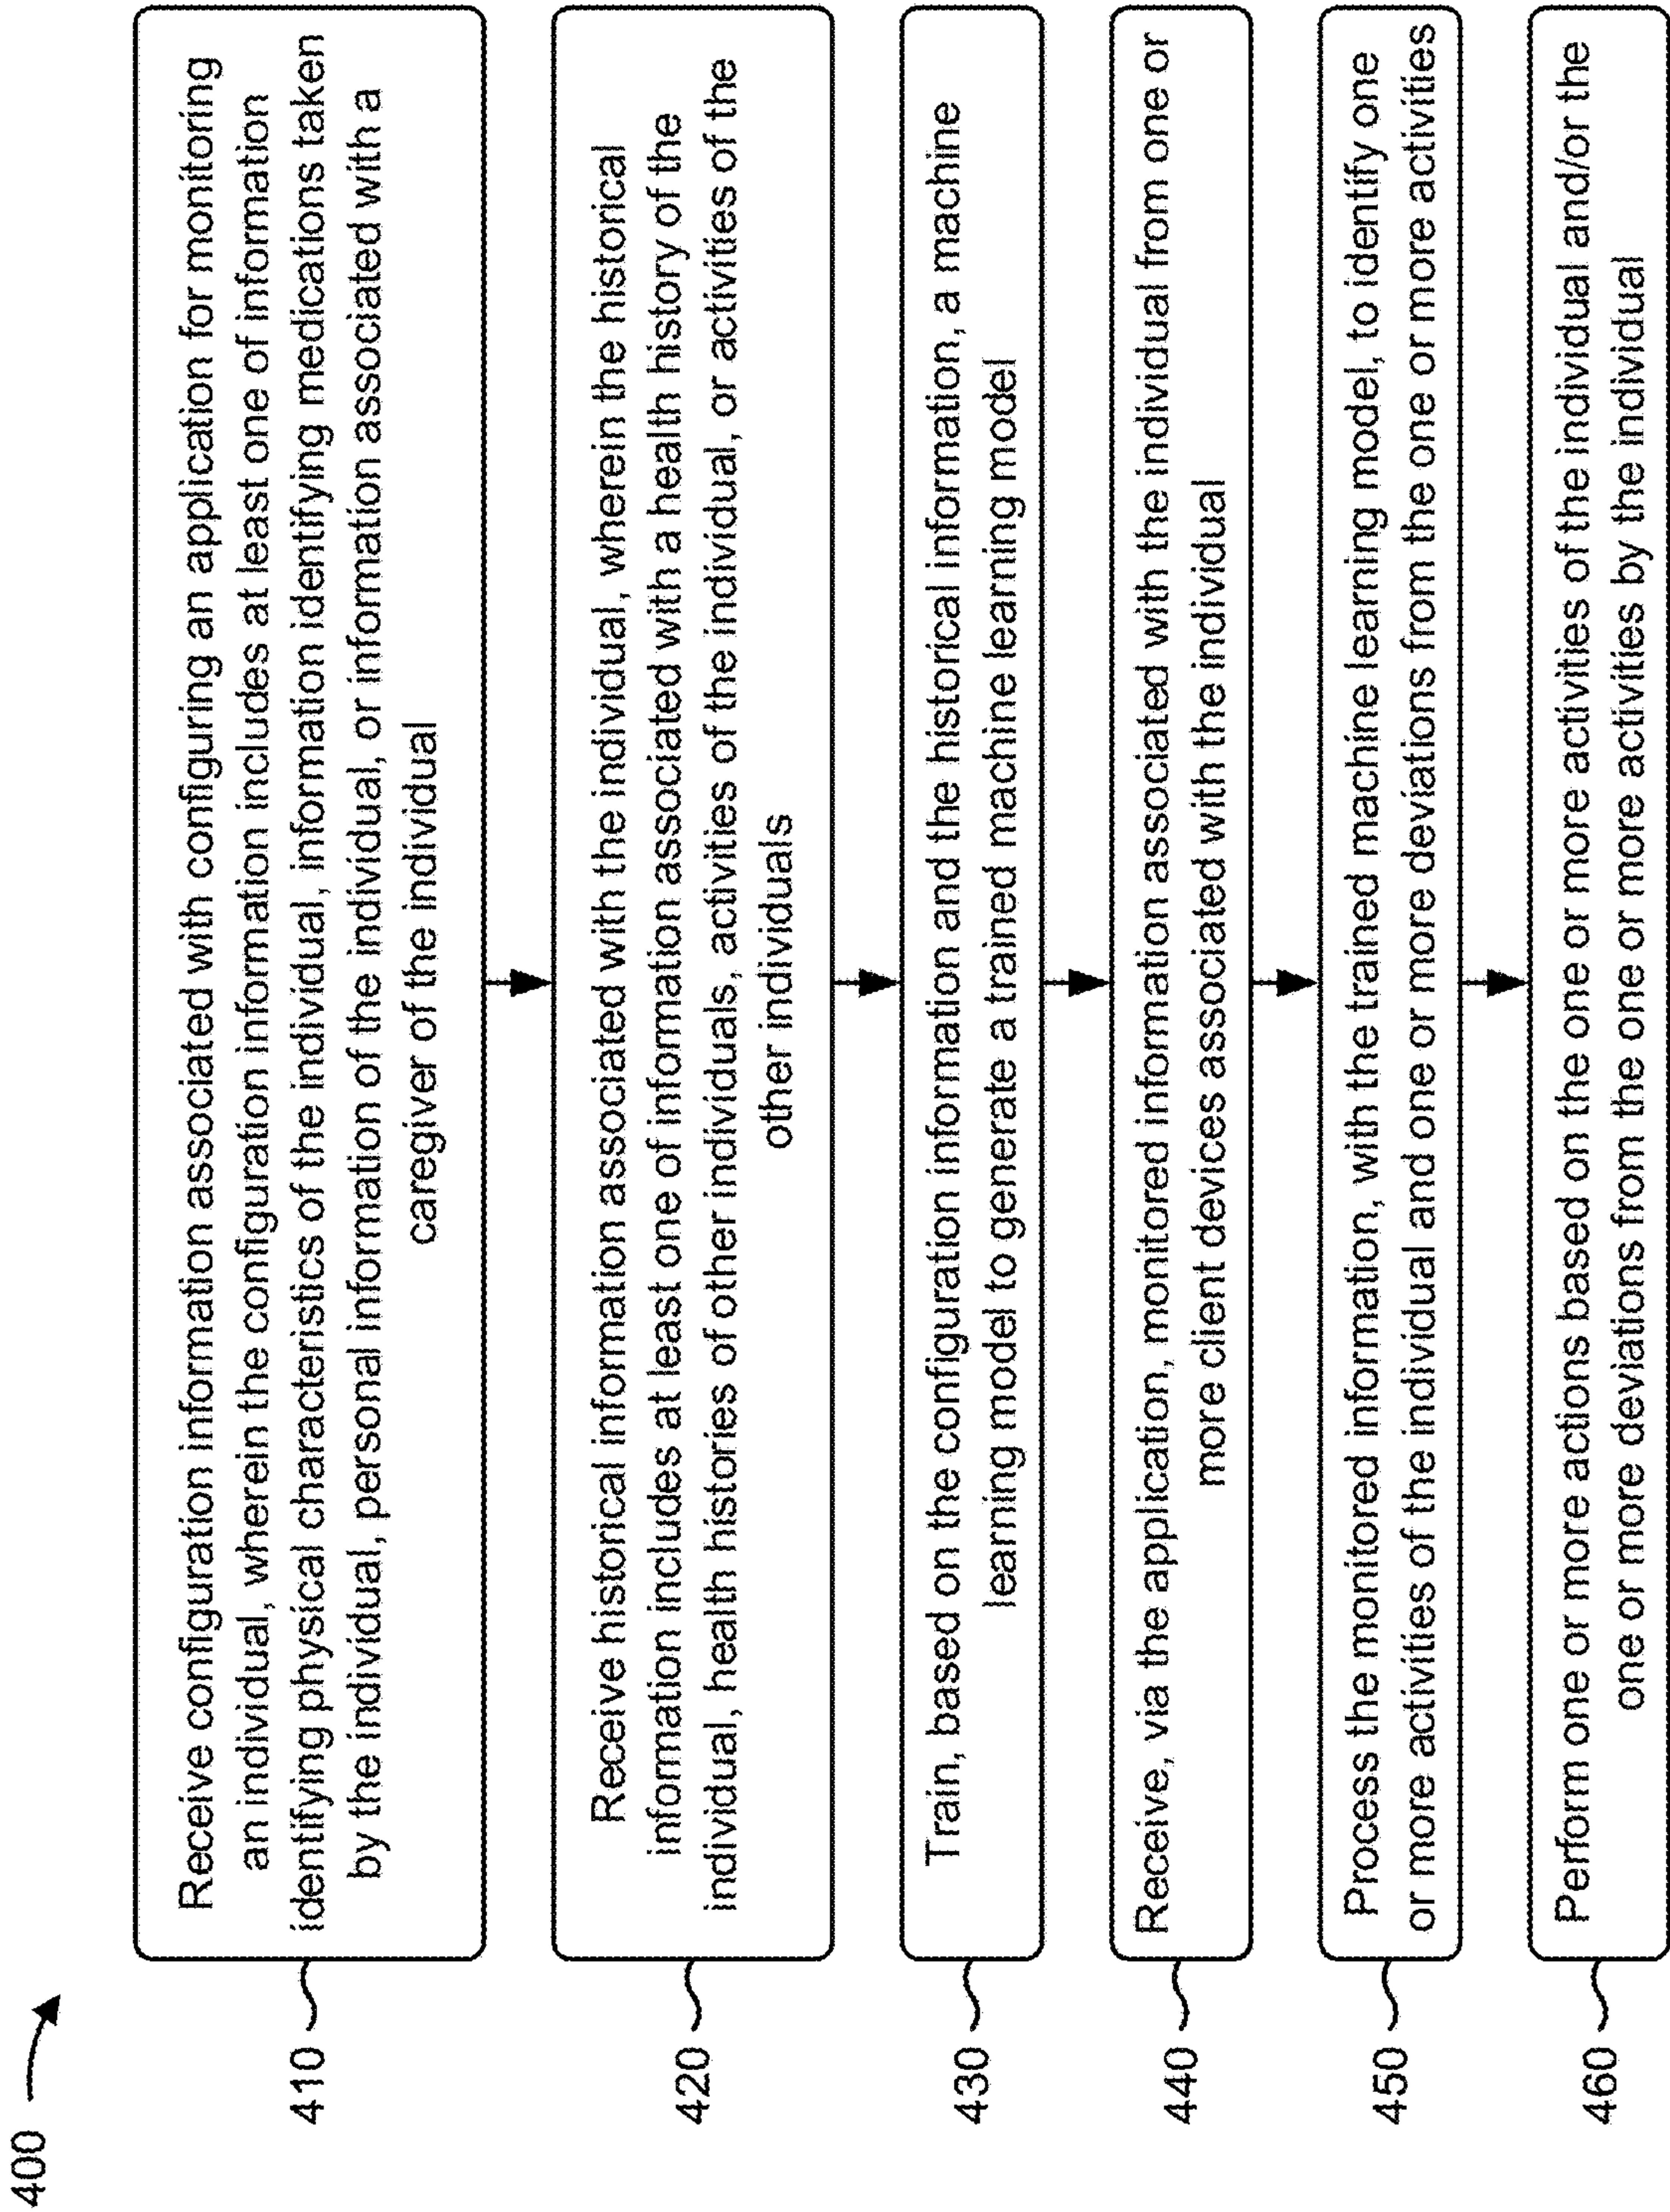 400
410
Receive configuration information associated with configuring an application for monitoring
an individual, wherein the configuration information includes at least one of information
identifying physical characteristics of the individual, information identifying medications taken
by the individual, personal information of the individual, or information associated with a
caregiver of the individual
420
Receive historical information associated with the individual, wherein the historical
information includes at least one of information associated with a health history of the
individual, health histories of other individuals, activities of the individual, or activities of the
other individuals
430
Train, based on the configuration information and the historical information, a machine
learning model to generate a trained machine learning model
440
Receive, via the application, monitored information associated with the individual from one or
more client devices associated with the individual
450
Process the monitored information, with the trained machine learning model, to identify one
or more activities of the individual and one or more deviations from the one or more activities
460
Perform one or more actions based on the one or more activities of the individual and/or the
one or more deviations from the one or more activities by the individual